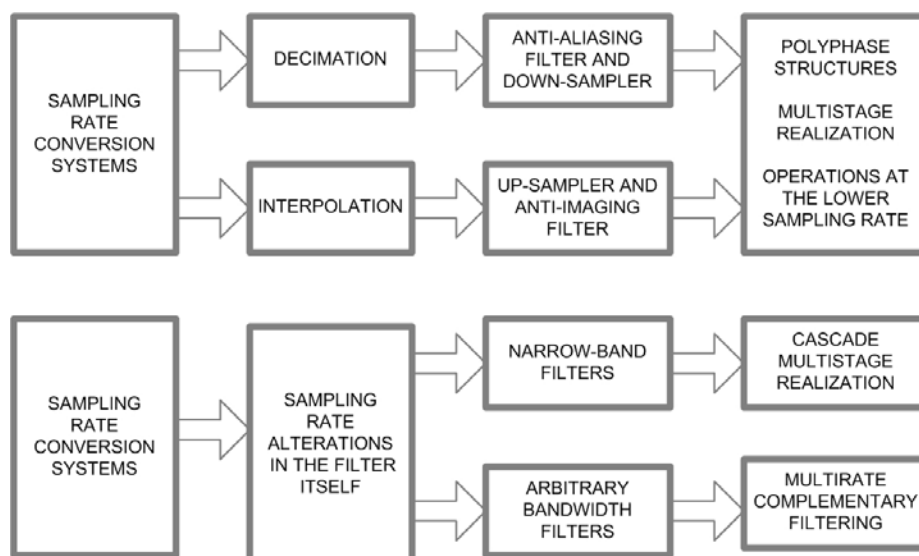 SAMPLING
RATE
CONVERSION
SYSTEMS
DECIMATION
ANTI-ALIASING
FILTER AND
DOWN-SAMPLER
INTERPOLATION
UP-SAMPLER AND
ANTI-IMAGING
FILTER
POLYPHASE
STRUCTURES
MULTISTAGE
REALIZATION
OPERATIONS AT
THE LOWER
SAMPLING RATE
SAMPLING
RATE
CONVERSION
SYSTEMS
SAMPLING
RATE
ALTERATIONS
IN THE FILTER
ITSELF
NARROW-BAND
FILTERS
CASCADE
MULTISTAGE
REALIZATION
ARBITRARY
BANDWIDTH
FILTERS
MULTIRATE
COMPLEMENTARY
FILTERING